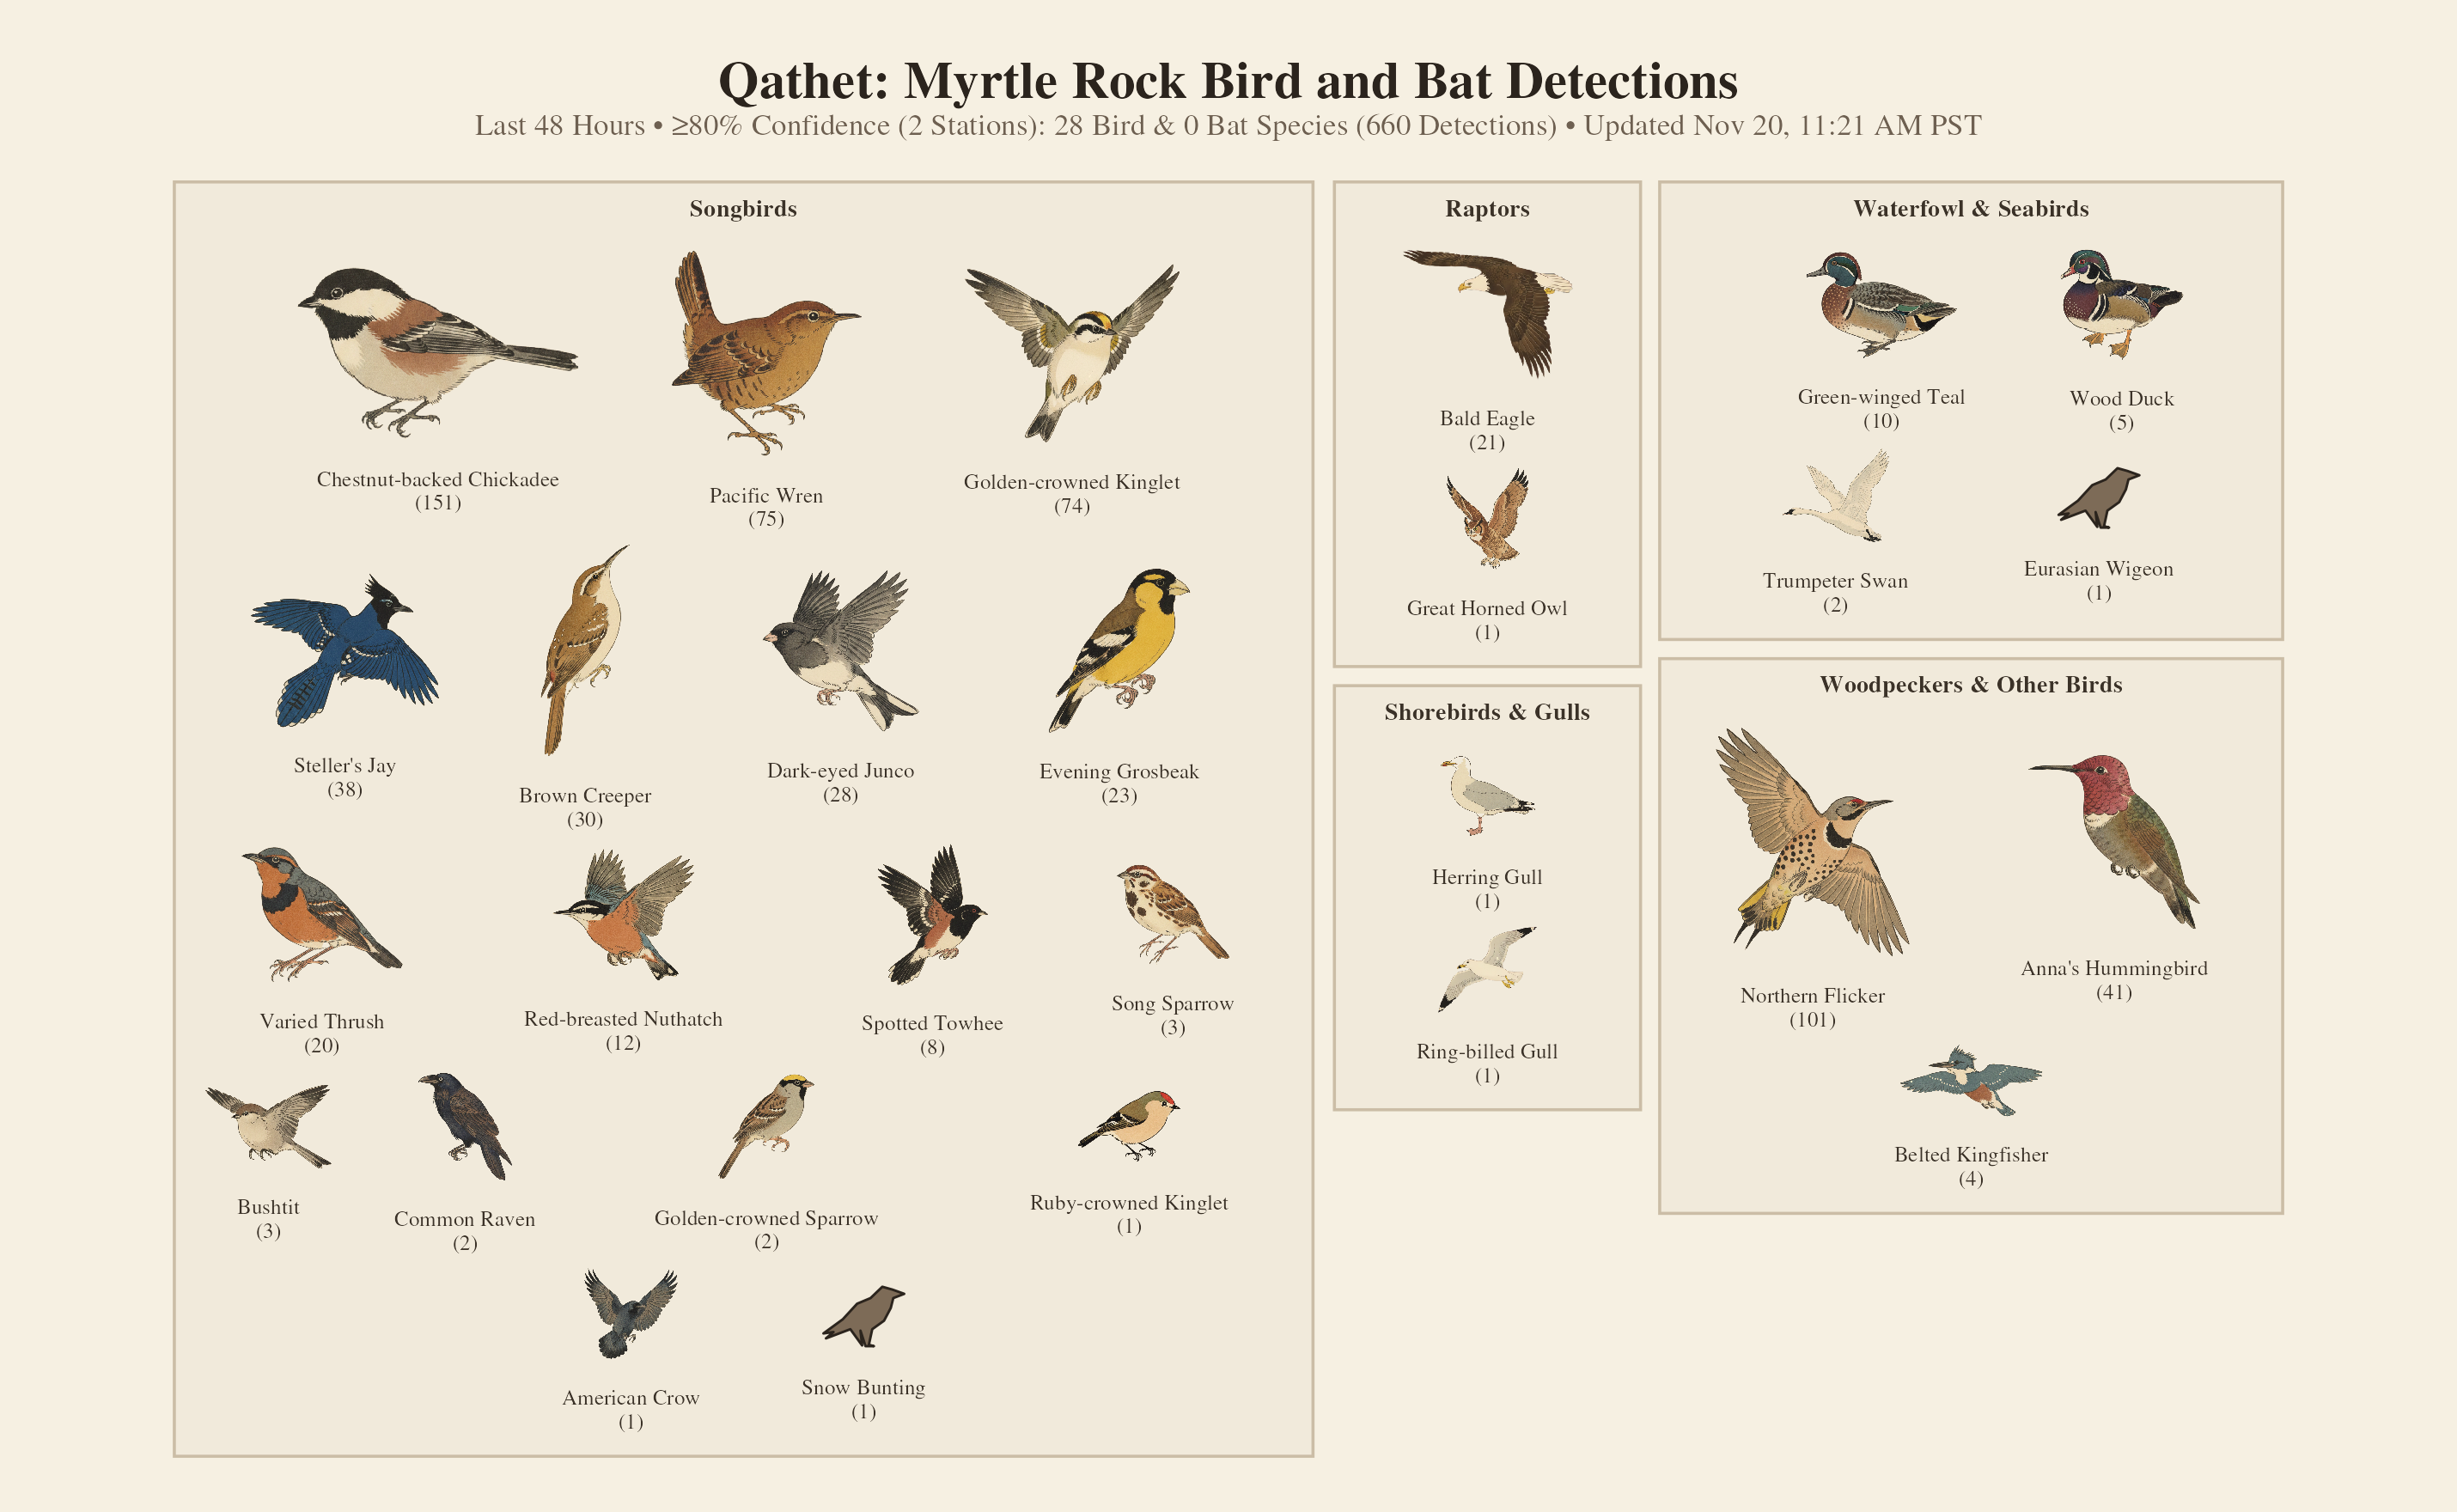 Qathet: Myrtle Rock Bird and Bat Detections
Last 48 Hours • ≥80% Confidence (2 Stations): 28 Bird & 0 Bat Species (660 Detections) • Updated Nov 20, 11:21 AM PST
Songbirds
Chestnut-backed Chickadee
(151)
Pacific Wren
(75)
Golden-crowned Kinglet
(74)
Steller's Jay
(38)
Brown Creeper
(30)
Dark-eyed Junco
(28)
Evening Grosbeak
(23)
Varied Thrush
(20)
Red-breasted Nuthatch
(12)
Spotted Towhee
(8)
Song Sparrow
(3)
Bushtit
(3)
Common Raven
(2)
Golden-crowned Sparrow
(2)
Ruby-crowned Kinglet
(1)
American Crow
(1)
Snow Bunting
(1)
Raptors
Bald Eagle
(21)
Great Horned Owl
(1)
Shorebirds & Gulls
Herring Gull
(1)
Ring-billed Gull
(1)
Waterfowl & Seabirds
Green-winged Teal
(10)
Wood Duck
(5)
Trumpeter Swan
(2)
Eurasian Wigeon
(1)
Woodpeckers & Other Birds
Northern Flicker
(101)
Anna's Hummingbird
(41)
Belted Kingfisher
(4)